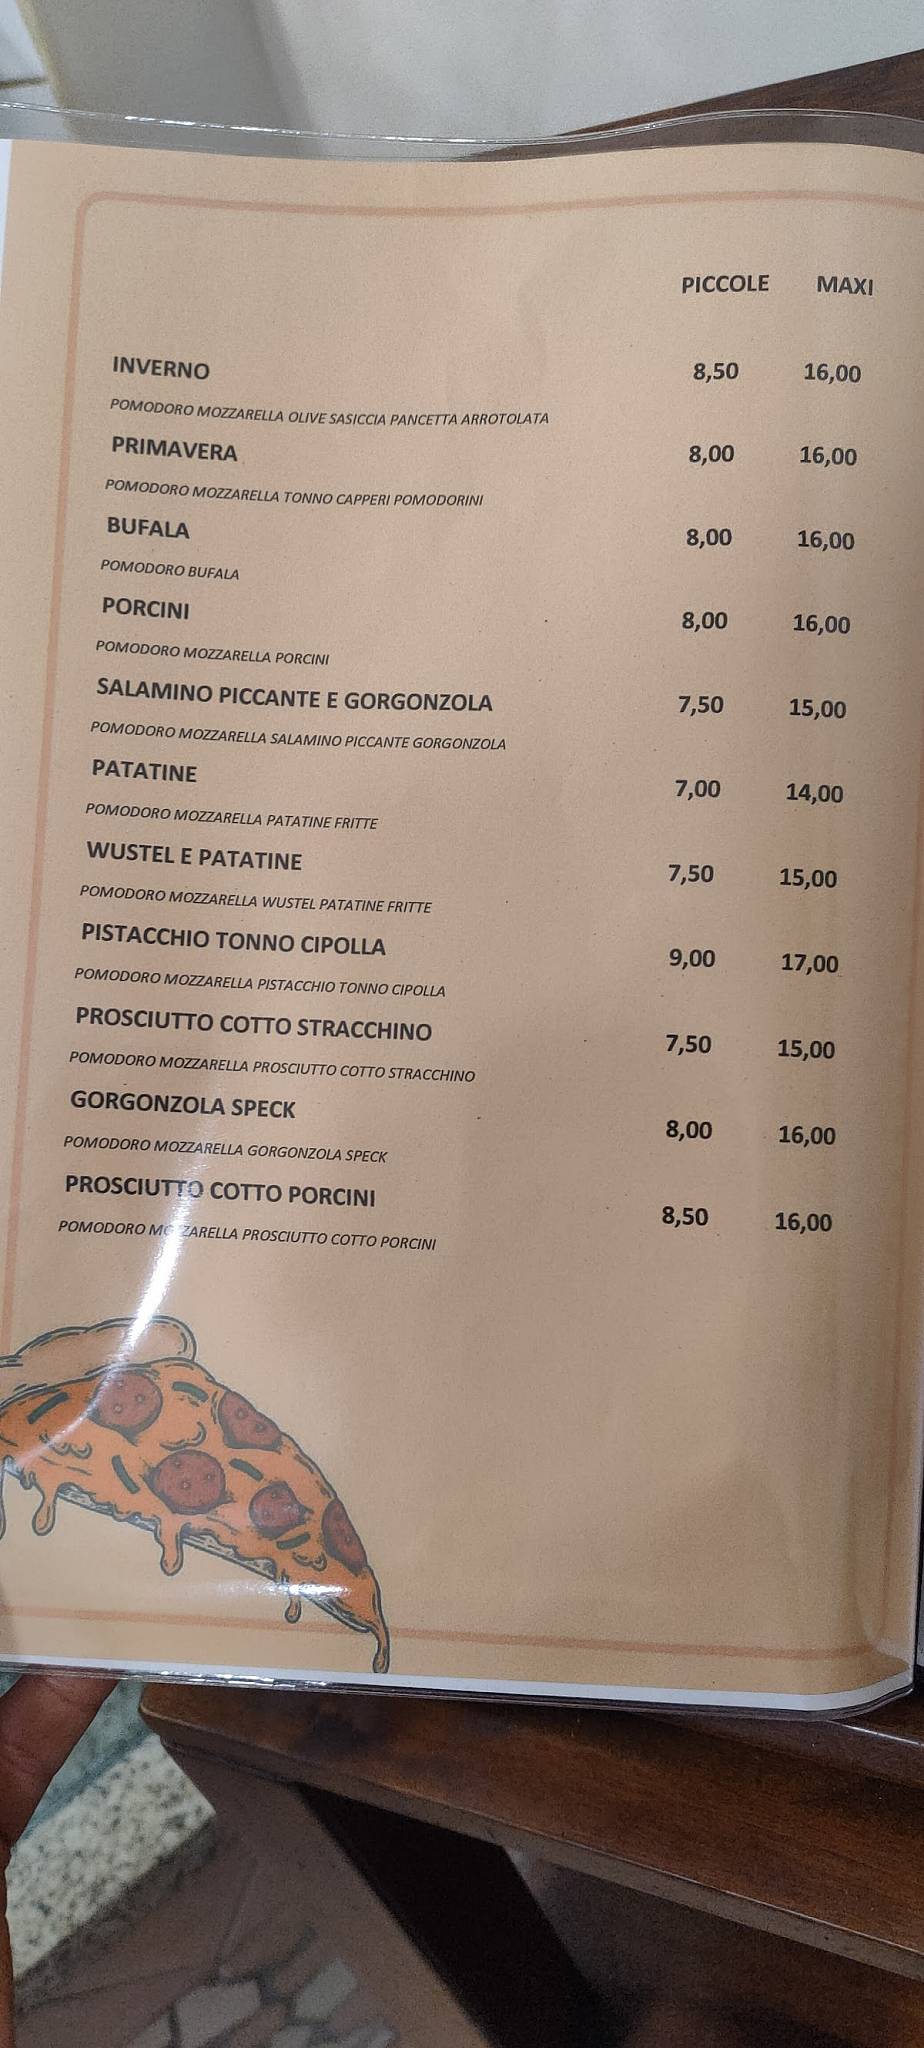 PICCOLE MAXI
INVERNO 8,50 16,00
POMODORO MOZZARELLA OLIVE SASICCIA PANCETTA ARROTOLATA
PRIMAVERA 8,00 16,00
POMODORO MOZZARELLA TONNO CAPPERI POMODORINI
BUFALA 8,00 16,00
POMODORO BUFALA
PORCINI 8,00 16,00
POMODORO MOZZARELLA PORCINI
SALAMINO PICCANTE E GORGONZOLA 7,50 15,00
POMODORO MOZZARELLA SALAMINO PICCANTE GORGONZOLA
PATATINE 7,00 14,00
POMODORO MOZZARELLA PATATINE FRITTE
WUSTEL E PATATINE 7,50 15,00
POMODORO MOZZARELLA WUSTEL PATATINE FRITTE
PISTACCHIO TONNO CIPOLLA 9,00 17,00
POMODORO MOZZARELLA PISTACCHIO TONNO CIPOLLA
PROSCIUTTO COTTO STRACCHINO 7,50 15,00
POMODORO MOZZARELLA PROSCIUTTO COTTO STRACCHINO
GORGONZOLA SPECK 8,00 16,00
POMODORO MOZZARELLA GORGONZOLA SPECK
PROSCIUTTO COTTO PORCINI 8,50 16,00
POMODORO MOZZARELLA PROSCIUTTO COTTO PORCINI